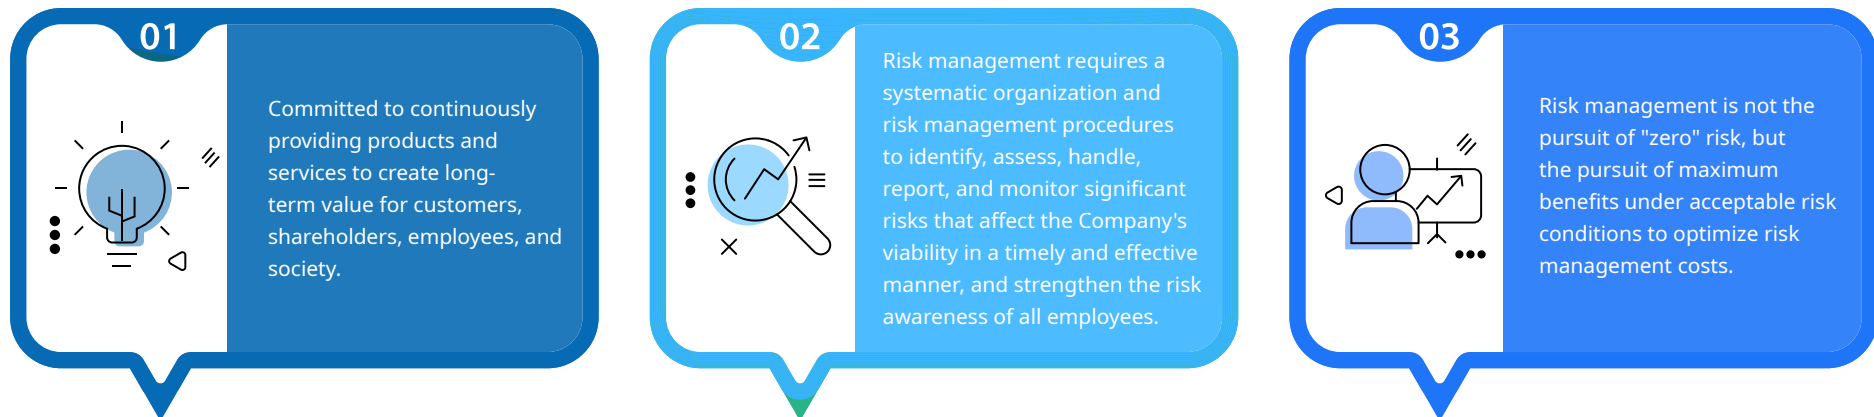 01
Committed to continuously
providing products and
services to create long-
term value for customers,
shareholders, employees, and
society.
02
Risk management requires a
systematic organization and
risk management procedures
to identify, assess, handle,
report, and monitor significant
risks that affect the Company's
viability in a timely and effective
manner, and strengthen the risk
awareness of all employees.
03
Risk management is not the
pursuit of "zero" risk, but
the pursuit of maximum
benefits under acceptable risk
conditions to optimize risk
management costs.